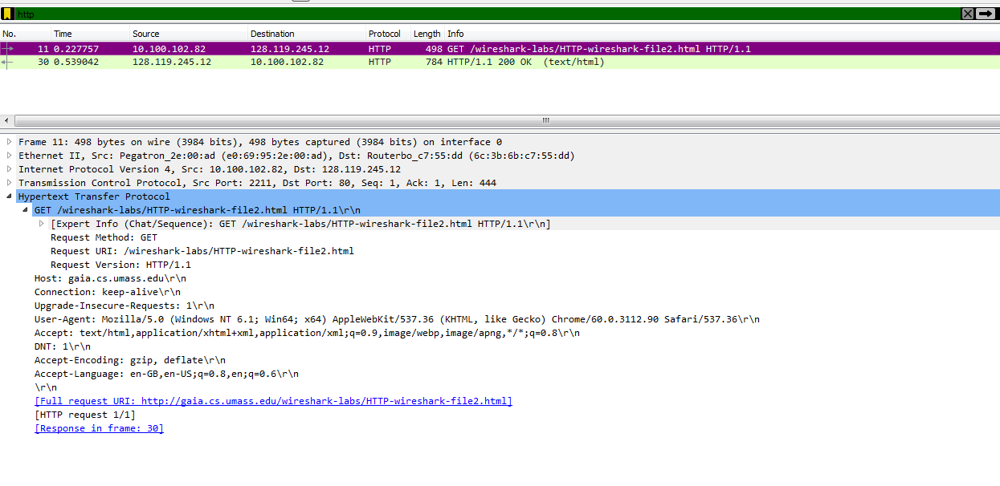 http
No. Time Source Destination Protocol Length Info
11 0.227757 10.100.102.82 128.119.245.12 HTTP 498 GET /wireshark-labs/HTTP-wireshark-file2.html HTTP/1.1
30 0.539042 128.119.245.12 10.100.102.82 HTTP 784 HTTP/1.1 200 OK (text/html)
Frame 11: 498 bytes on wire (3984 bits), 498 bytes captured (3984 bits) on interface 0
Ethernet II, Src: Pegatron_2e:00:ad (e0:69:95:2e:00:ad), Dst: Routerbo_c7:55:dd (6c:3b:6b:c7:55:dd)
Internet Protocol Version 4, Src: 10.100.102.82, Dst: 128.119.245.12
Transmission Control Protocol, Src Port: 2211, Dst Port: 80, Seq: 1, Ack: 1, Len: 444
Hypertext Transfer Protocol
GET /wireshark-labs/HTTP-wireshark-file2.html HTTP/1.1\r\n
[Expert Info (Chat/Sequence): GET /wireshark-labs/HTTP-wireshark-file2.html HTTP/1.1\r\n]
Request Method: GET
Request URI: /wireshark-labs/HTTP-wireshark-file2.html
Request Version: HTTP/1.1
Host: gaia.cs.umass.edu\r\n
Connection: keep-alive\r\n
Upgrade-Insecure-Requests: 1\r\n
User-Agent: Mozilla/5.0 (Windows NT 6.1; Win64; x64) AppleWebKit/537.36 (KHTML, like Gecko) Chrome/60.0.3112.90 Safari/537.36\r\n
Accept: text/html,application/xhtml+xml,application/xml;q=0.9,image/webp,image/apng,*/*;q=0.8\r\n
DNT: 1\r\n
Accept-Encoding: gzip, deflate\r\n
Accept-Language: en-GB,en-US;q=0.8,en;q=0.6\r\n
\r\n
[Full request URI: http://gaia.cs.umass.edu/wireshark-labs/HTTP-wireshark-file2.html]
[HTTP request 1/1]
[Response in frame: 30]